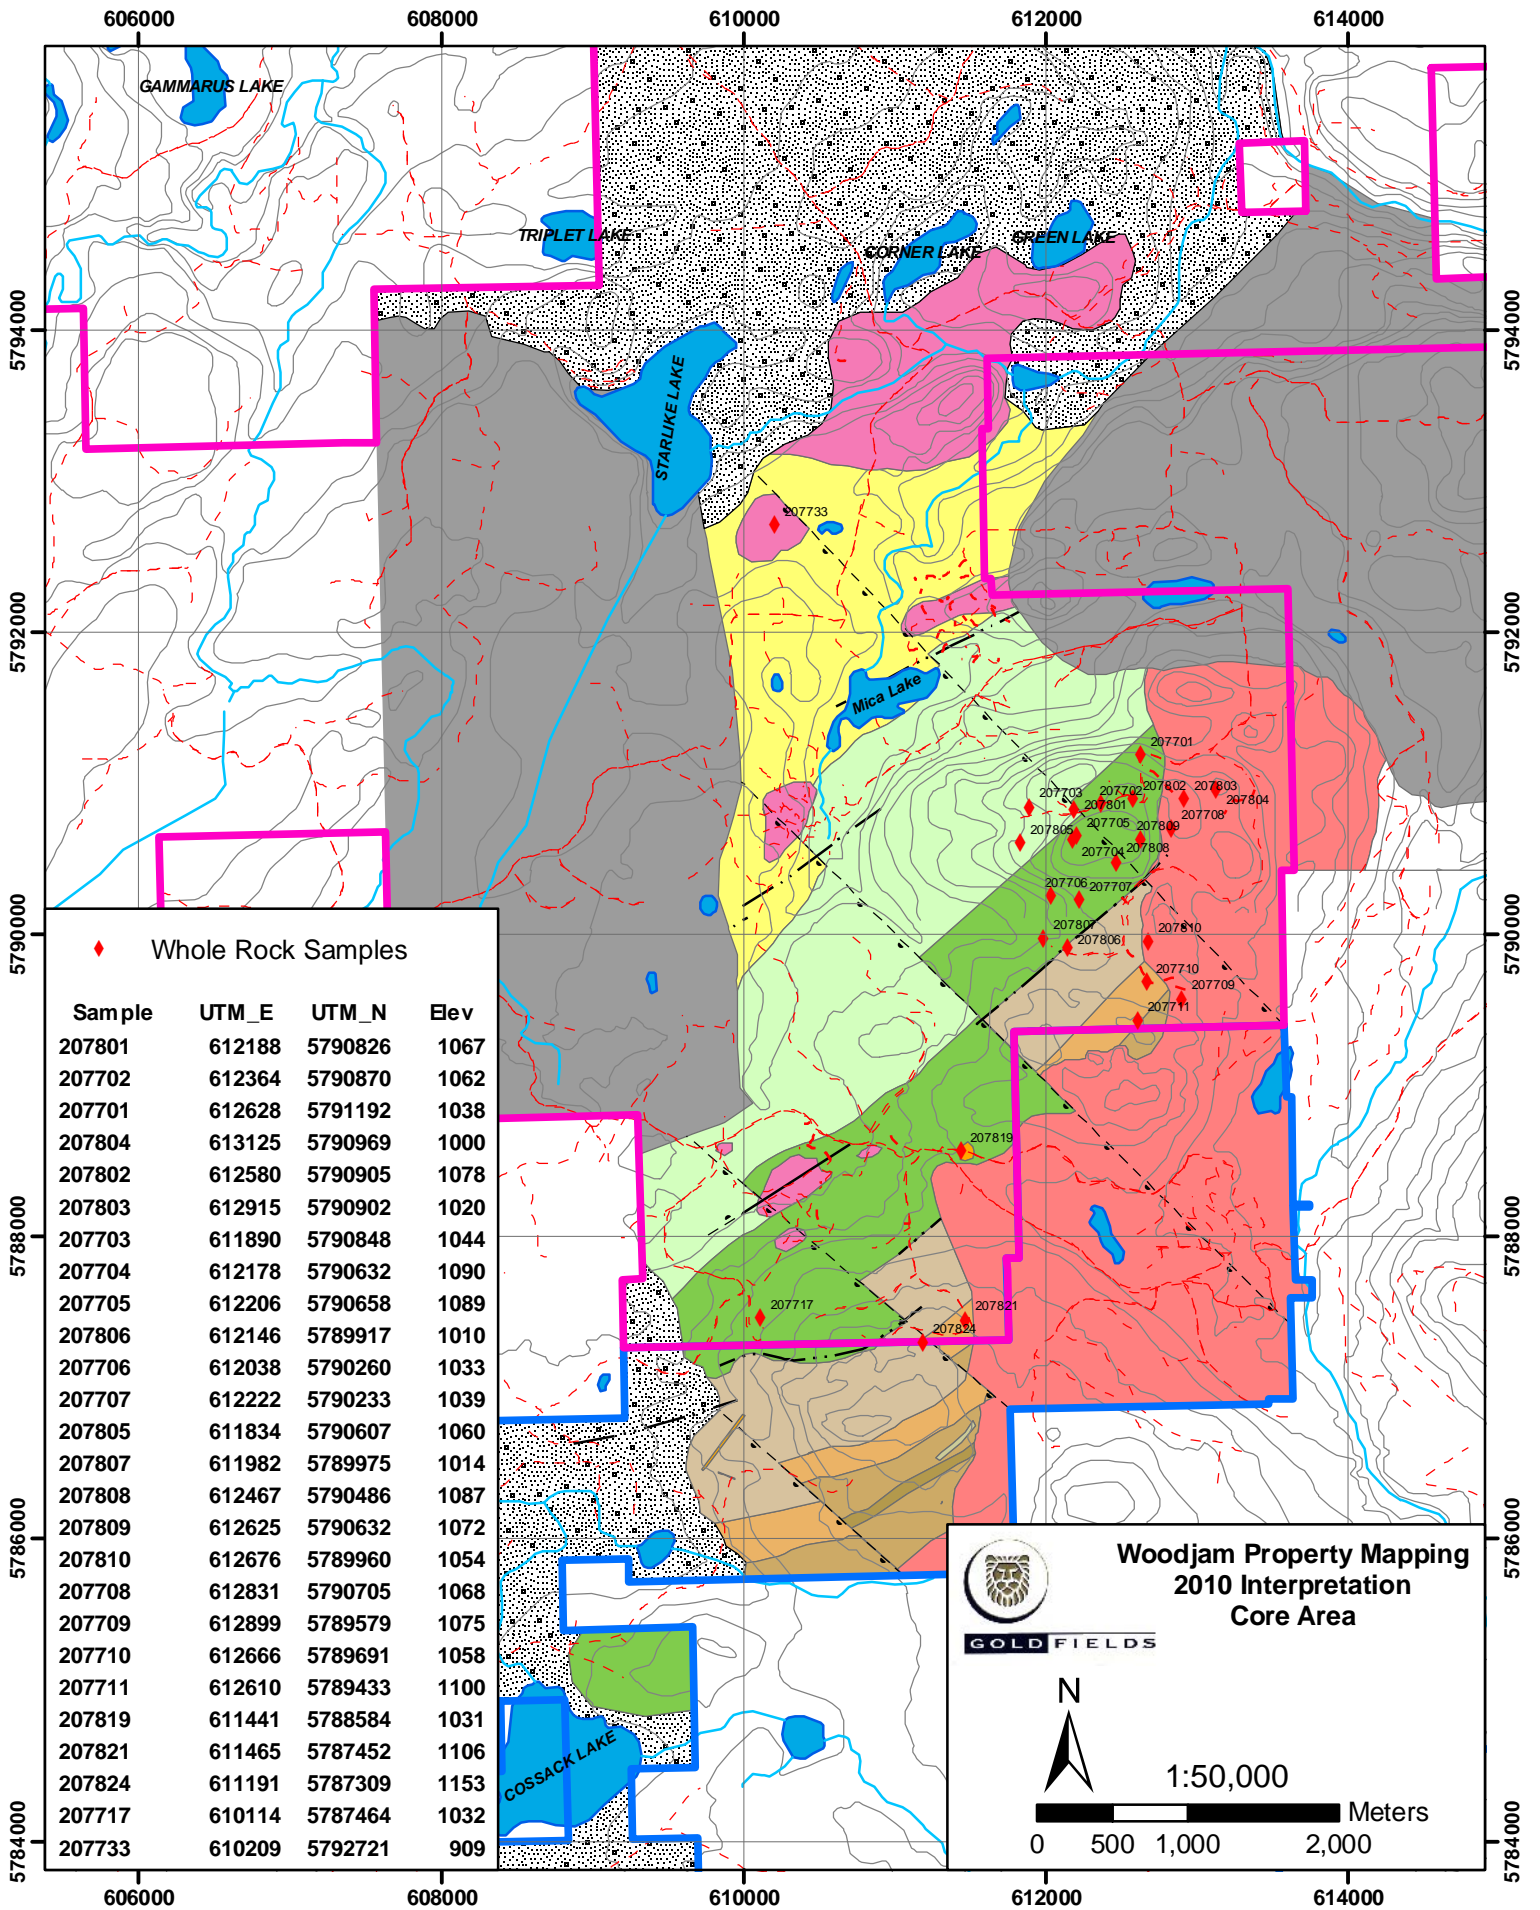 606000 608000 610000 612000 614000
GAMMARUS LAKE
TRIPLET LAKE
CORNER LAKE
GREEN LAKE
5794000 5794000
STARLIKE LAKE
207733
5792000 5792000
Mica Lake
207701
207703
207702
207802
207803
207801
207804
207805
207705
207809
207708
207704
207808
207706
207707
5790000 5790000
207807
207806
207810
207710
207709
207711
207819
5788000 5788000
207717
207821
207824
5786000 5786000
COSSACK LAKE
5784000 5784000
Whole Rock Samples
Sample UTM_E UTM_N Elev
207801 612188 5790826 1067
207702 612364 5790870 1062
207701 612628 5791192 1038
207804 613125 5790969 1000
207802 612580 5790905 1078
207803 612915 5790902 1020
207703 611890 5790848 1044
207704 612178 5790632 1090
207705 612206 5790658 1089
207806 612146 5789917 1010
207706 612038 5790260 1033
207707 612222 5790233 1039
207805 611834 5790607 1060
207807 611982 5789975 1014
207808 612467 5790486 1087
207809 612625 5790632 1072
207810 612676 5789960 1054
207708 612831 5790705 1068
207709 612899 5789579 1075
207710 612666 5789691 1058
207711 612610 5789433 1100
207819 611441 5788584 1031
207821 611465 5787452 1106
207824 611191 5787309 1153
207717 610114 5787464 1032
207733 610209 5792721 909
Woodjam Property Mapping
2010 Interpretation
Core Area
GOLD FIELDS
N
1:50,000
Meters
0 500 1,000 2,000
606000 608000 610000 612000 614000